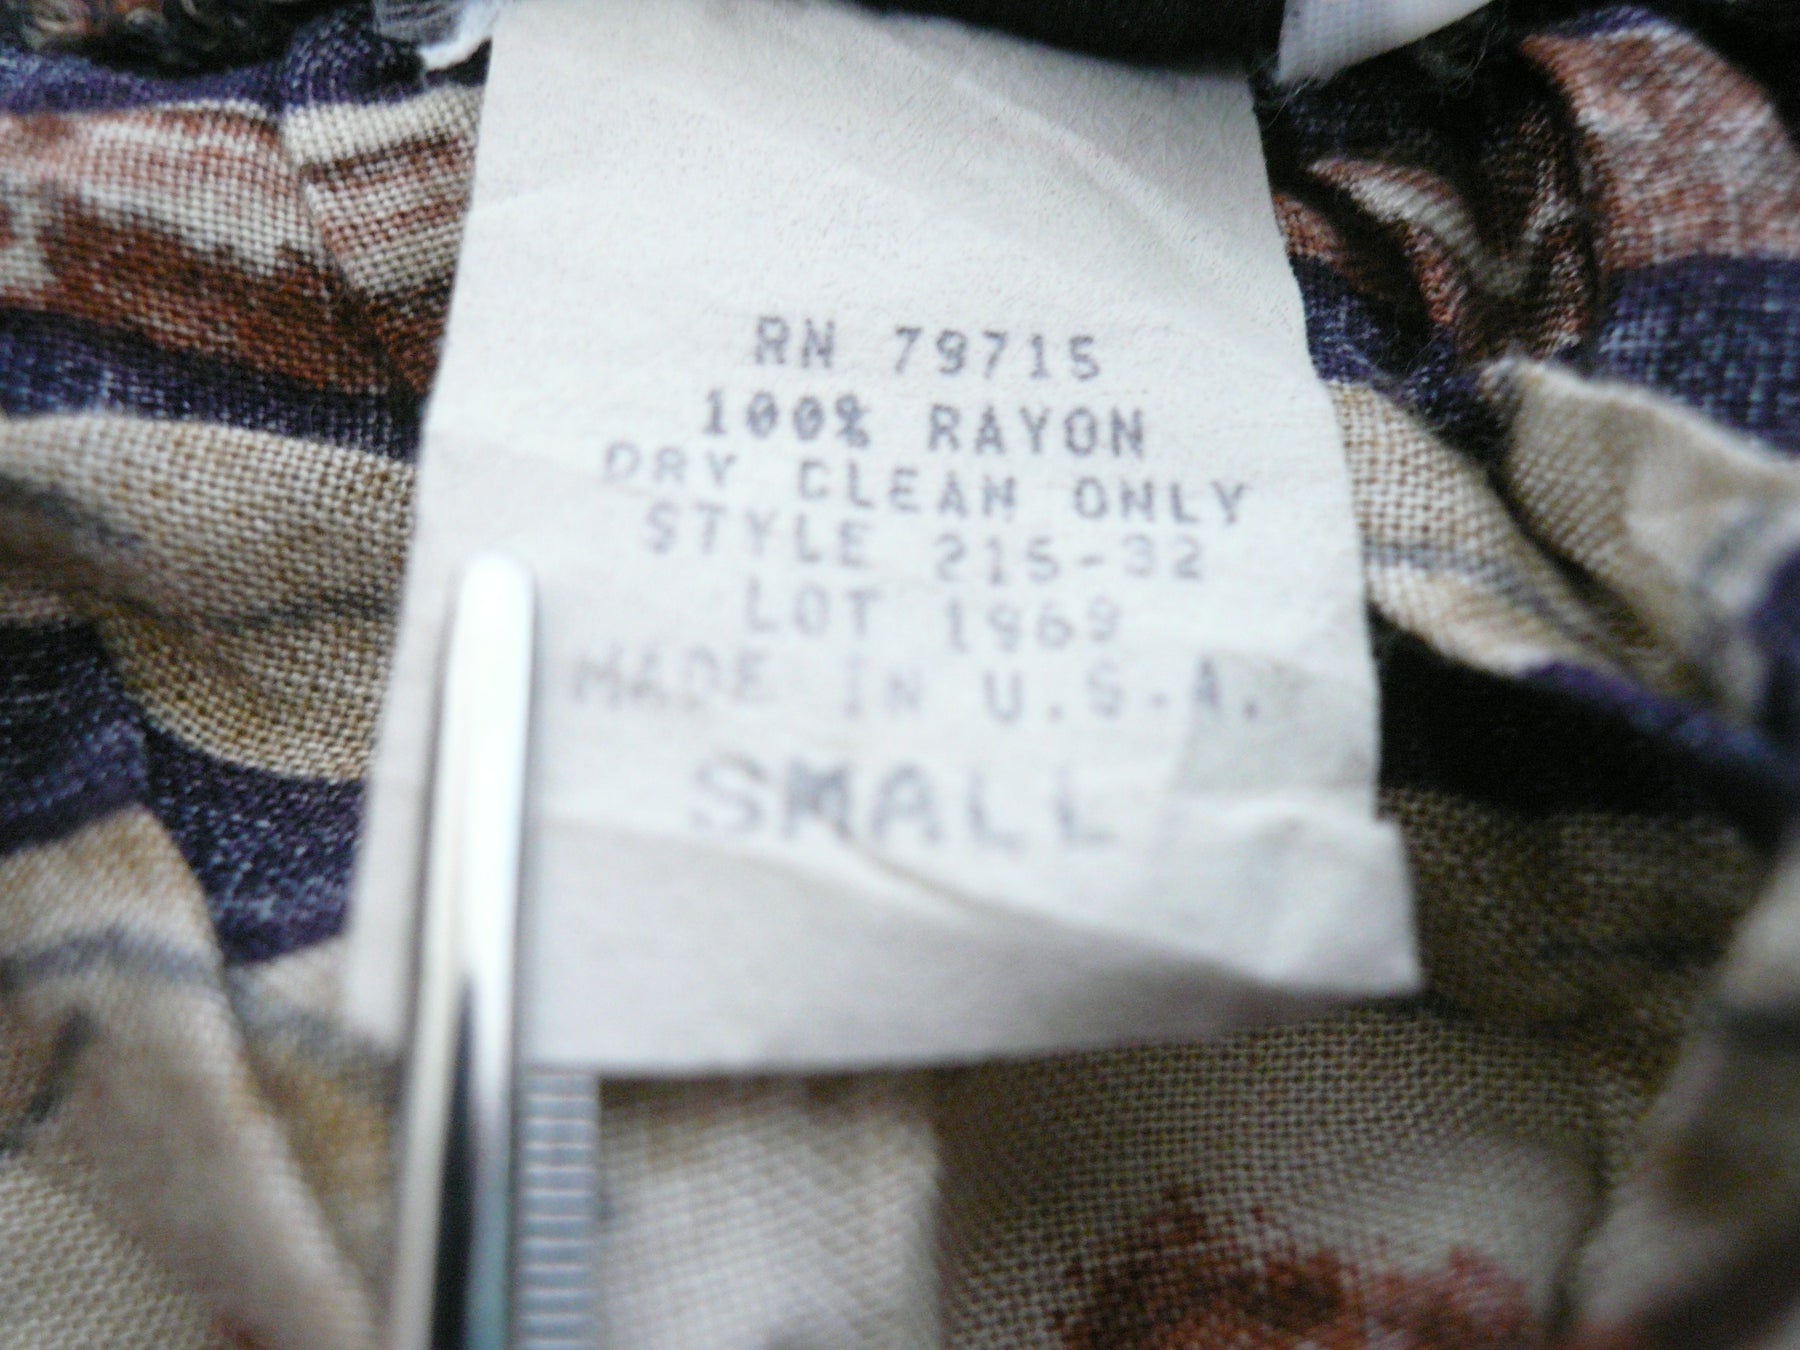 RN 79715
100% RAYON
DRY CLEAN ONLY
STYLE 215-32
LOT 1969
MADE IN U.S.A.
SMALL